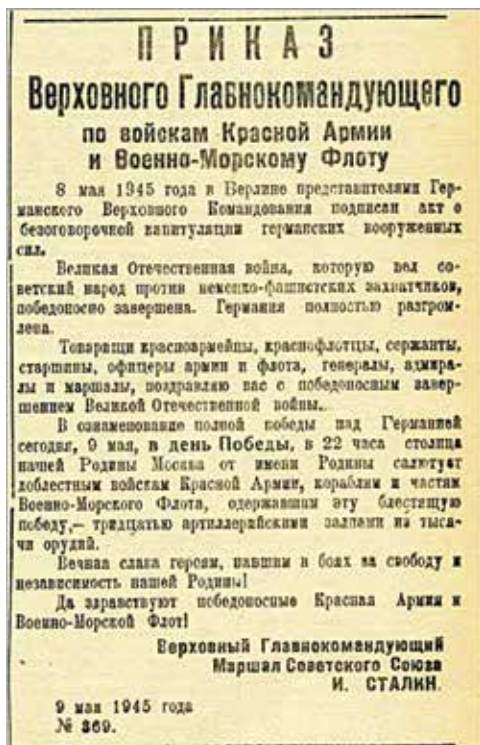 ПРИКАЗ
Верховного Главнокомандующего
по войскам Красной Армии
и Военно-Морскому Флоту
8 мая 1945 года в Берлине представителями Гер-
манского Верховного Командования подписан акт о
безоговорочной капитуляции германских вооруженных
сил.
Великая Отечественная война, которую вел со-
ветский народ против немецко-фашистских захватчиков,
победоносно завершена. Германия полностью разгром-
лена.
Товарищи красноармейцы, краснофлотцы, сержанты,
старшины, офицеры армии и флота, генералы, адмира-
лы и маршалы, поздравляю вас с победоносным завер-
шением Великой Отечественной войны.
В ознаменование полной победы над Германией
сегодня, 9 мая, в день Победы, в 22 часа столица
нашей Родины Москва от имени Родины салютует
доблестным войскам Красной Армии, кораблям и частям
Военно-Морского Флота, одержавшим эту блестящую
победу,— тридцатью артиллерийскими залпами из тыся-
чи орудий.
Вечная слава героям, павшим в боях за свободу и
независимость нашей Родины!
Да здравствуют победоносные Красная Армия и
Военно-Морской Флот!
Верховный Главнокомандующий
Маршал Советского Союза
И. СТАЛИН.
9 мая 1945 года
№ 369.